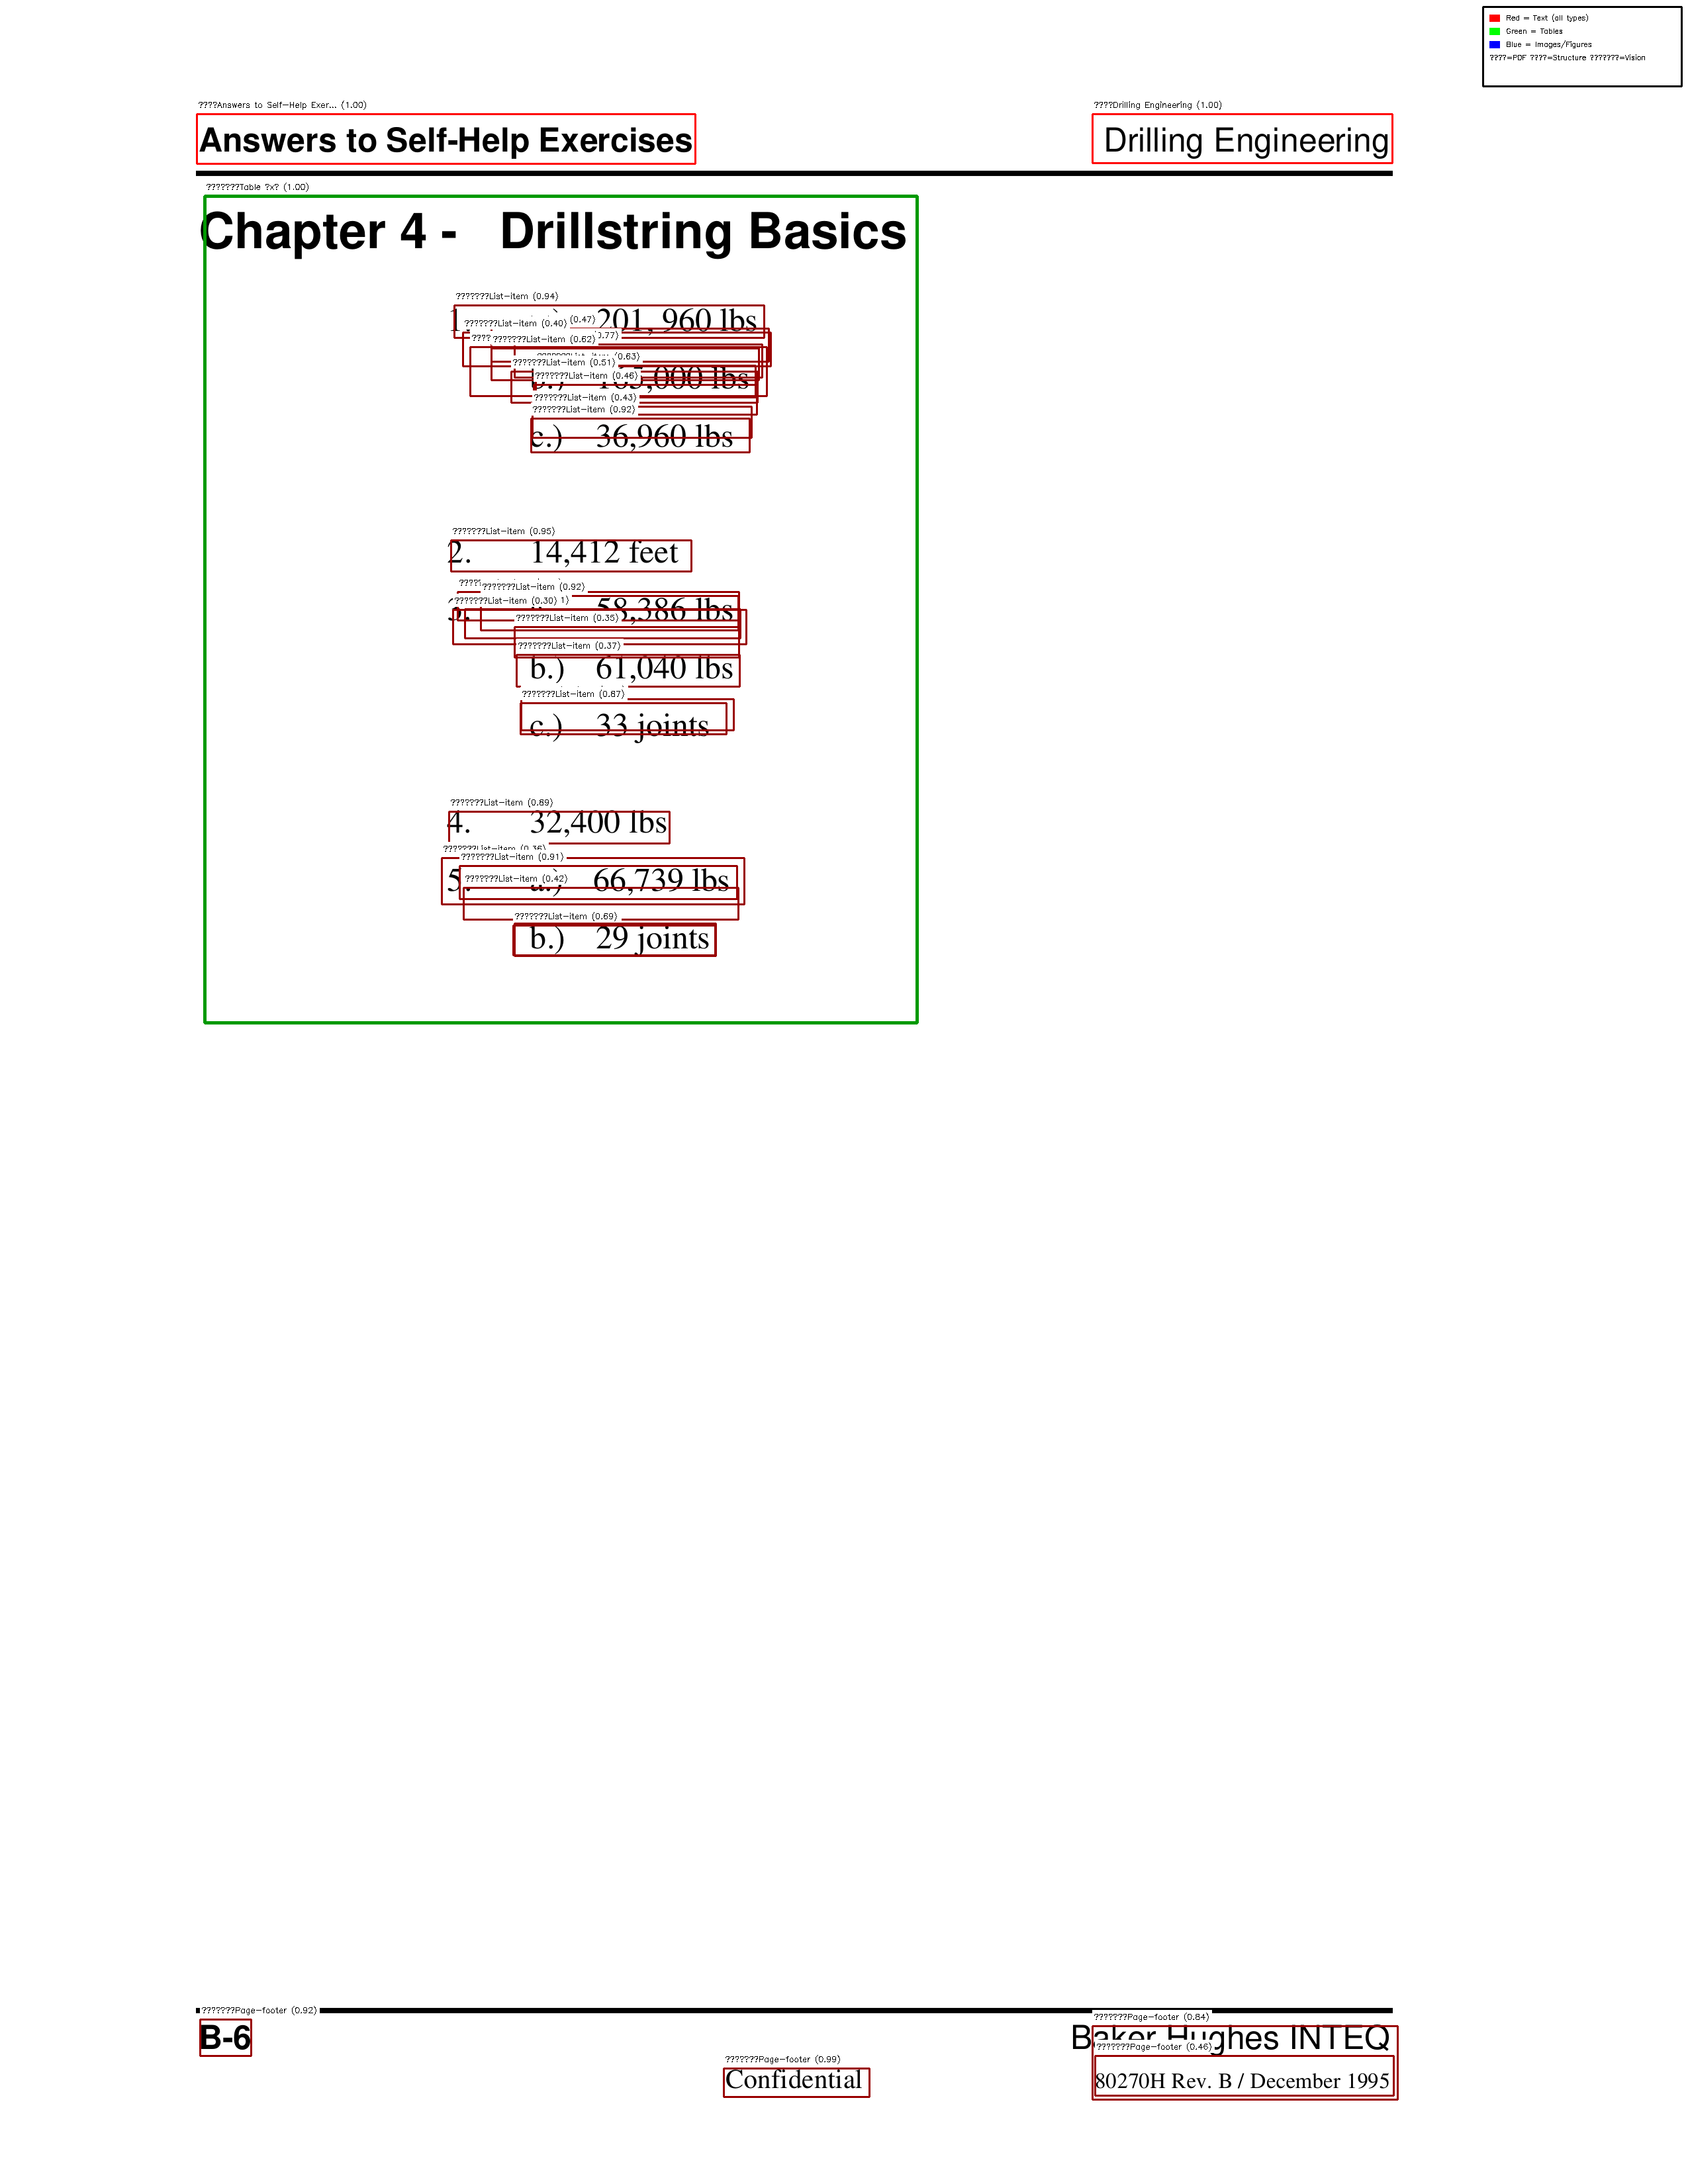 Red = Text (all types)
Green = Tables
Blue = Images/Figures
????=PDF ????=Structure ???????=Vision
????Answers to Self-Help Exer... (1.00)
????Drilling Engineering (1.00)
Answers to Self-Help Exercises
Drilling Engineering
???????Table ?x? (1.00)
Chapter 4 - Drillstring Basics
???????List-item (0.94)
1. 201, 960 lbs
???????List-item (0.40)
(0.47)
???????List-item (0.62)
???????List-item (0.51)
(0.63)
???????List-item (0.46)
???????List-item (0.43)
???????List-item (0.92)
c.) 36,960 lbs
???????List-item (0.95)
2. 14,412 feet
???????List-item (0.92)
???????List-item (0.30)
58,386 lbs
???????List-item (0.35)
???????List-item (0.37)
b.) 61,040 lbs
???????List-item (0.87)
c.) 33 joints
???????List-item (0.89)
4. 32,400 lbs
???????List-item (0.36)
???????List-item (0.91)
5. a.) 66,739 lbs
???????List-item (0.42)
???????List-item (0.69)
b.) 29 joints
???????Page-footer (0.92)
???????Page-footer (0.84)
B-6
Baker Hughes INTEQ
???????Page-footer (0.46)
???????Page-footer (0.99)
Confidential
80270H Rev. B / December 1995